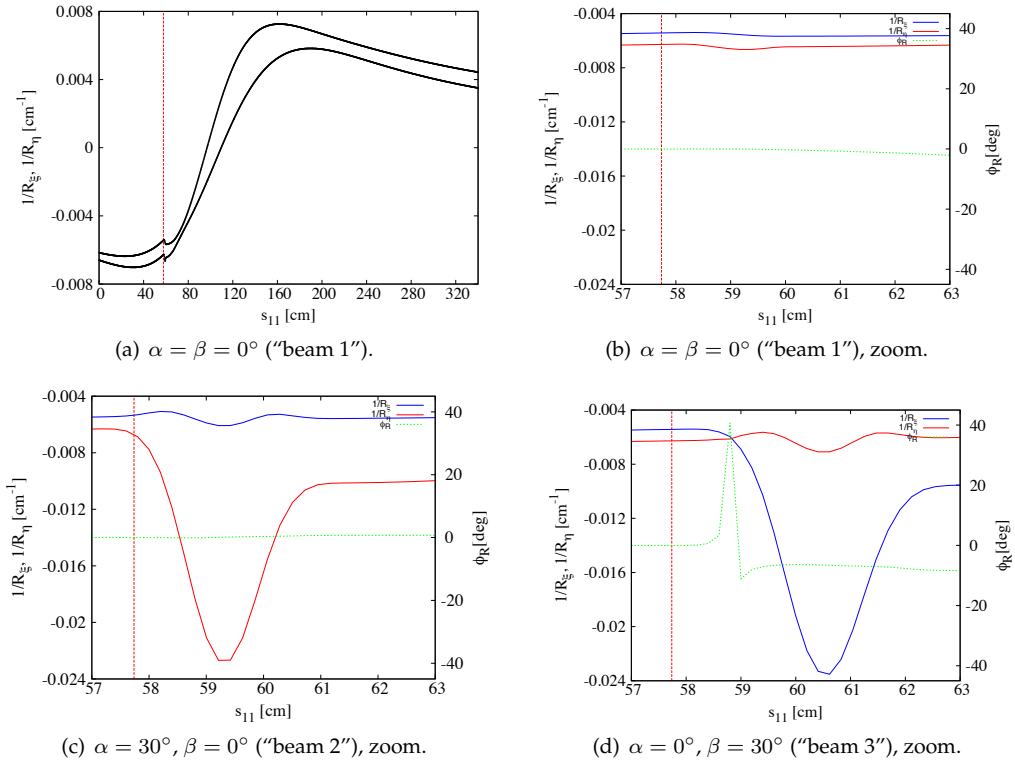 0.008
0.004
0
-0.004
-0.008
1/R_ξ, 1/R_η [cm⁻¹]
0 40 80 120 160 200 240 280 320
s₁₁ [cm]
(a) α = β = 0° (“beam 1”).
-0.004
-0.008
-0.012
-0.016
-0.02
-0.024
1/R_ξ, 1/R_η [cm⁻¹]
1/R_ξ
1/R_η
ϕ_R
40
20
0
-20
-40
ϕ_R[deg]
57 58 59 60 61 62 63
s₁₁ [cm]
(b) α = β = 0° (“beam 1”), zoom.
-0.004
-0.008
-0.012
-0.016
-0.02
-0.024
1/R_ξ, 1/R_η [cm⁻¹]
1/R_ξ
1/R_η
ϕ_R
40
20
0
-20
-40
ϕ_R[deg]
57 58 59 60 61 62 63
s₁₁ [cm]
(c) α = 30°, β = 0° (“beam 2”), zoom.
-0.004
-0.008
-0.012
-0.016
-0.02
-0.024
1/R_ξ, 1/R_η [cm⁻¹]
1/R_ξ
1/R_η
ϕ_R
40
20
0
-20
-40
ϕ_R[deg]
57 58 59 60 61 62 63
s₁₁ [cm]
(d) α = 0°, β = 30° (“beam 3”), zoom.